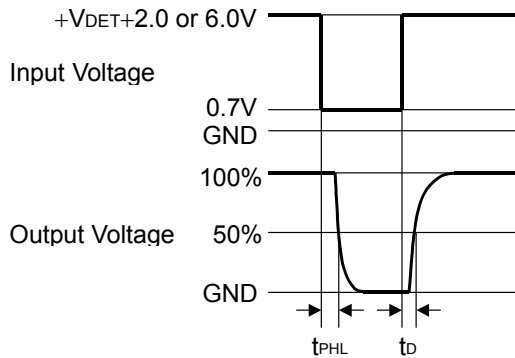 +VDET+2.0 or 6.0V
Input Voltage
0.7V
GND
100%
Output Voltage 50%
GND
tPHL tD